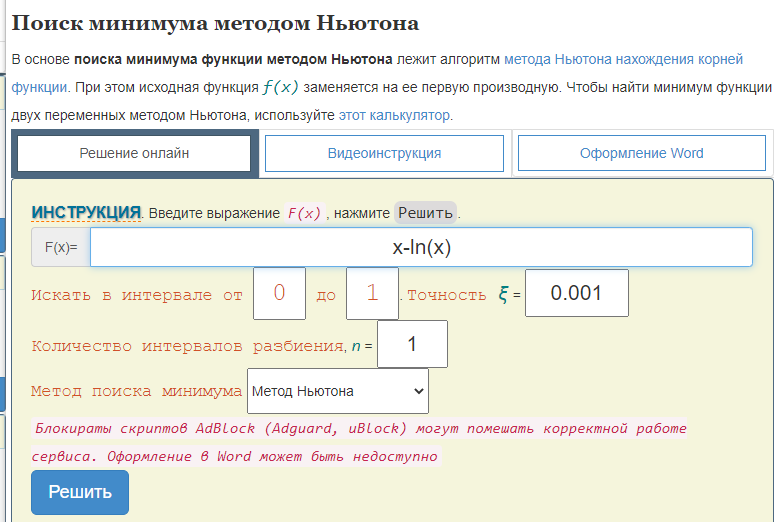 Поиск минимума методом Ньютона
В основе поиска минимума функции методом Ньютона лежит алгоритм метода Ньютона нахождения корней
функции. При этом исходная функция f(x) заменяется на ее первую производную. Чтобы найти минимум функции
двух переменных методом Ньютона, используйте этот калькулятор.
Решение онлайн Видеоинструкция Оформление Word
ИНСТРУКЦИЯ. Введите выражение F(x), нажмите Решить.
F(x)= x-ln(x)
Искать в интервале от 0 до 1. Точность ξ = 0.001
Количество интервалов разбиения, n = 1
Метод поиска минимума Метод Ньютона
Блокираты скриптов AdBlock (Adguard, uBlock) могут помешать корректной работе
сервиса. Оформление в Word может быть недоступно
Решить